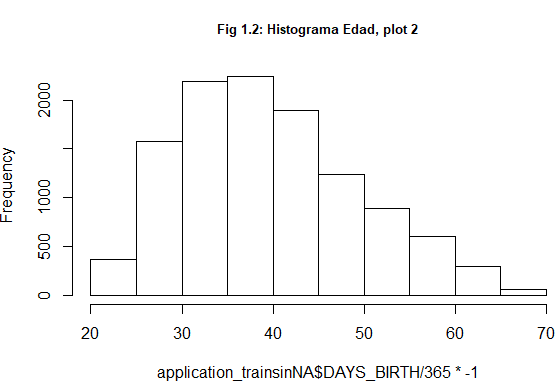 Fig 1.2: Histograma Edad, plot 2
Frequency
2000
1000
500
0
20 30 40 50 60 70
application_trainsinNA$DAYS_BIRTH/365 * -1